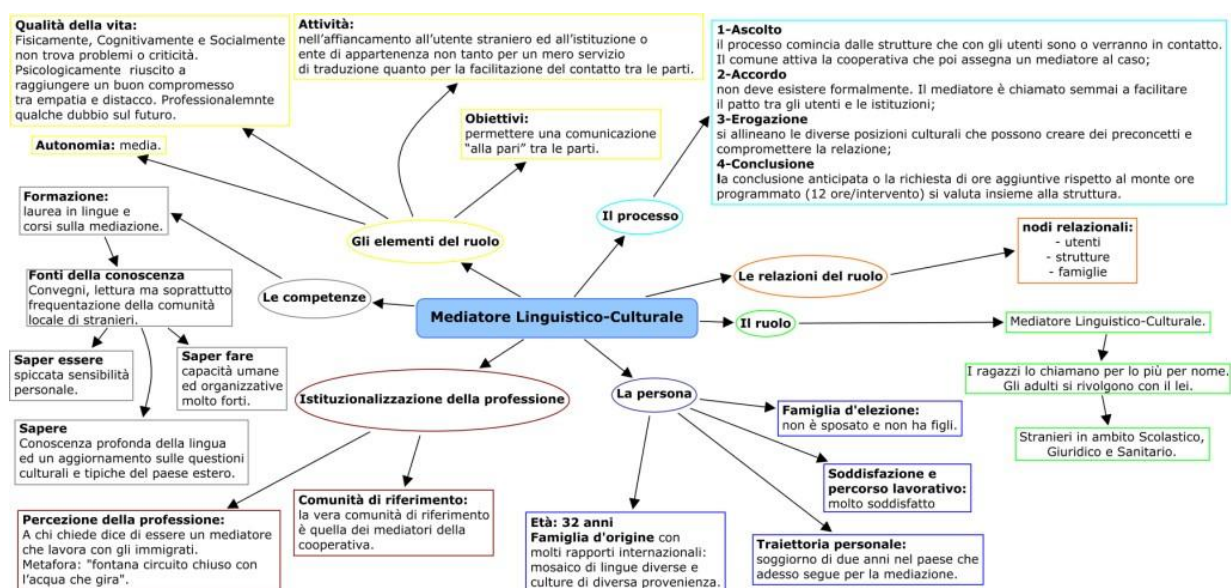 Qualità della vita:
Fisicamente, Cognitivamente e Socialmente
non trova problemi o criticità.
Psicologicamente riuscito a
raggiungere un buon compromesso
tra empatia e distacco. Professionalemnte
qualche dubbio sul futuro.
Autonomia: media.
Attività:
nell'affiancamento all'utente straniero ed all'istituzione o
ente di appartenenza non tanto per un mero servizio
di traduzione quanto per la facilitazione del contatto tra le parti.
Obiettivi:
permettere una comunicazione
"alla pari" tra le parti.
Gli elementi del ruolo
1-Ascolto
il processo comincia dalle strutture che con gli utenti sono o verranno in contatto.
Il comune attiva la cooperativa che poi assegna un mediatore al caso;
2-Accordo
non deve esistere formalmente. Il mediatore è chiamato semmai a facilitare
il patto tra gli utenti e le istituzioni;
3-Erogazione
si allineano le diverse posizioni culturali che possono creare dei preconcetti e
compromettere la relazione;
4-Conclusione
la conclusione anticipata o la richiesta di ore aggiuntive rispetto al monte ore
programmato (12 ore/intervento) si valuta insieme alla struttura.
Il processo
nodi relazionali:
- utenti
- strutture
- famiglie
Le relazioni del ruolo
Formazione:
laurea in lingue e
corsi sulla mediazione.
Fonti della conoscenza
Convegni, lettura ma soprattutto
frequentazione della comunità
locale di stranieri.
Le competenze
Mediatore Linguistico-Culturale
Il ruolo
Mediatore Linguistico-Culturale.
I ragazzi lo chiamano per lo più per nome.
Gli adulti si rivolgono con il lei.
Stranieri in ambito Scolastico,
Giuridico e Sanitario.
Saper essere
spiccata sensibilità
personale.
Saper fare
capacità umane
ed organizzative
molto forti.
Sapere
Conoscenza profonda della lingua
ed un aggiornamento sulle questioni
culturali e tipiche del paese estero.
Istituzionalizzazione della professione
Percezione della professione:
A chi chiede dice di essere un mediatore
che lavora con gli immigrati.
Metafora: "fontana circuito chiuso con
l'acqua che gira".
Comunità di riferimento:
la vera comunità di riferimento
è quella dei mediatori della
cooperativa.
La persona
Famiglia d'elezione:
non è sposato e non ha figli.
Soddisfazione e
percorso lavorativo:
molto soddisfatto
Età: 32 anni
Famiglia d'origine con
molti rapporti internazionali:
mosaico di lingue diverse e
culture di diversa provenienza.
Traiettoria personale:
soggiorno di due anni nel paese che
adesso segue per la mediazione.